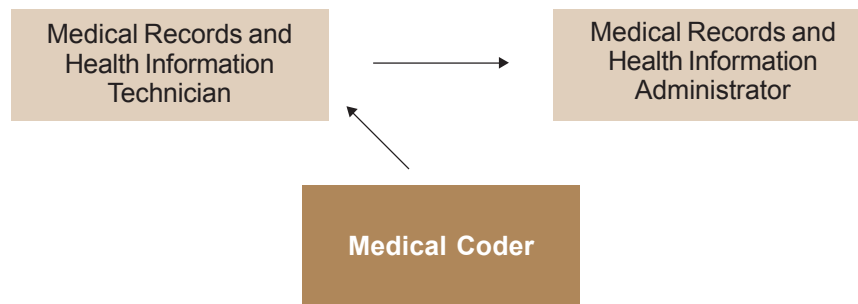 Medical Records and
Health Information
Technician
Medical Records and
Health Information
Administrator
Medical Coder